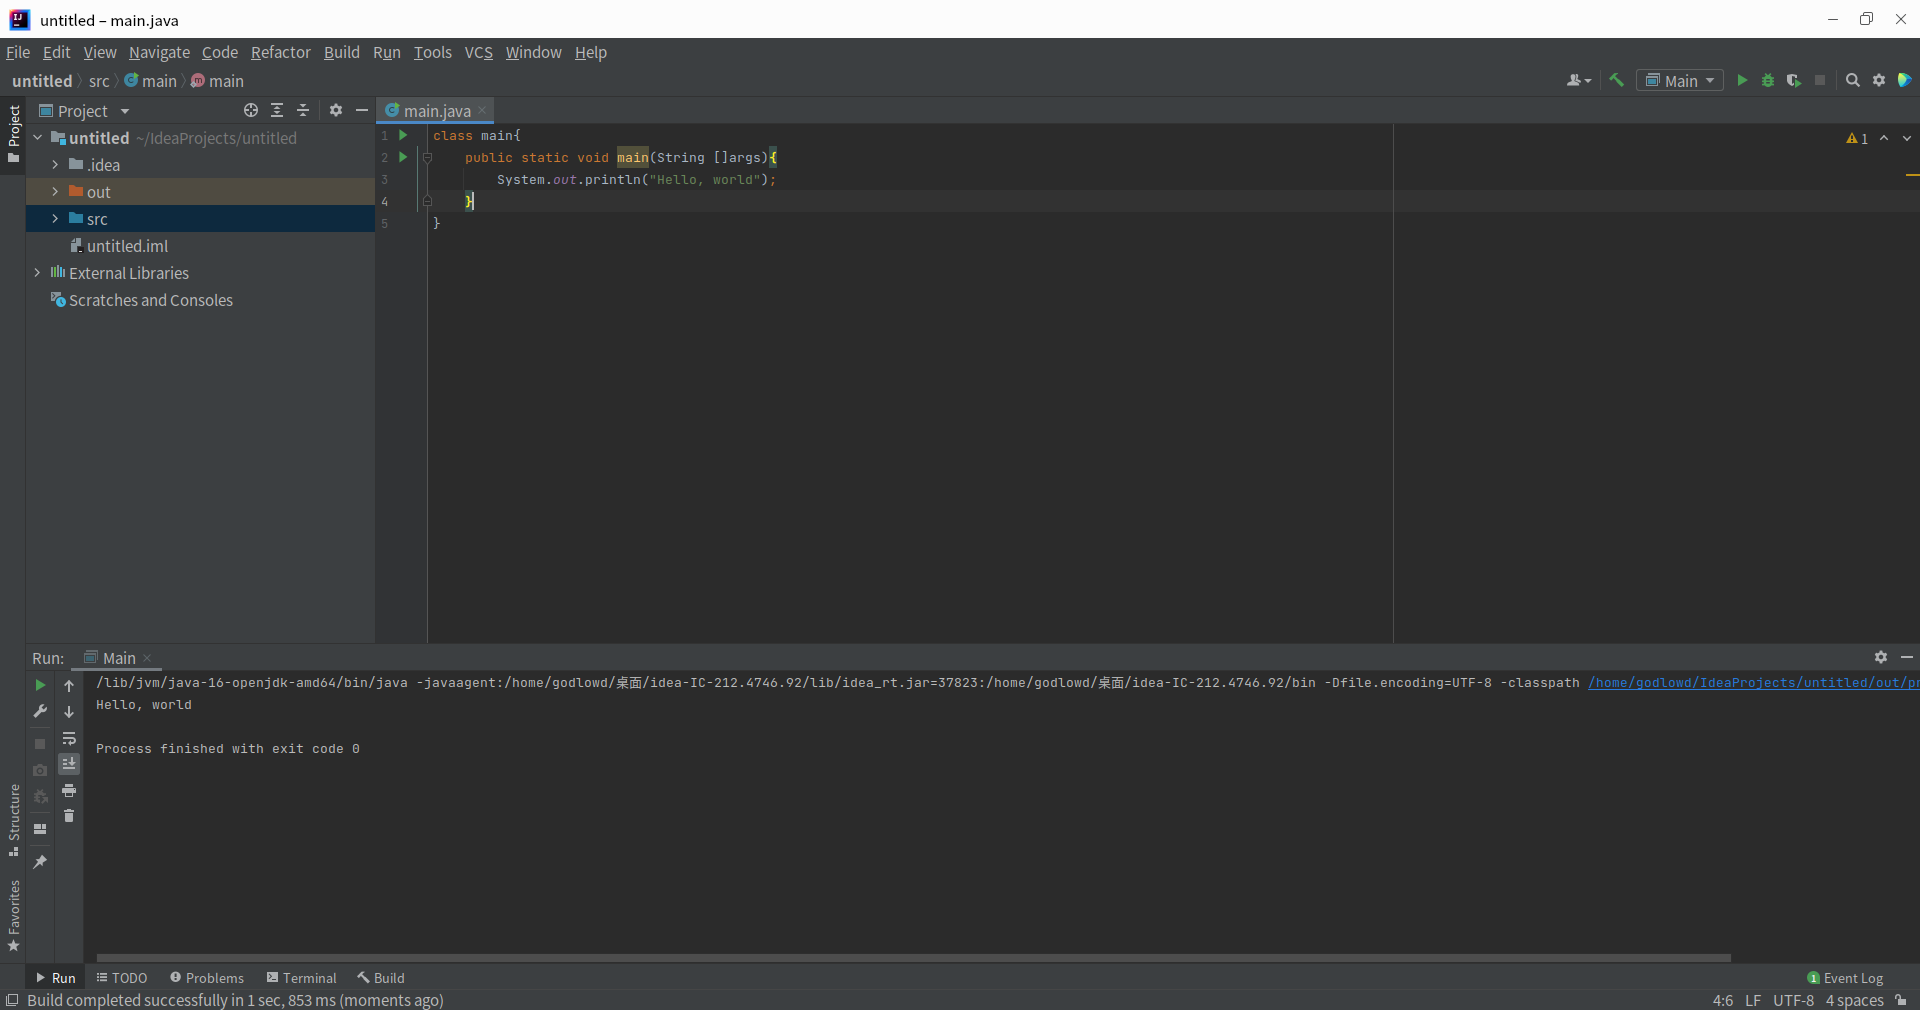 untitled – main.java
File Edit View Navigate Code Refactor Build Run Tools VCS Window Help
untitled src main main
Main
Project
Project
main.java
untitled ~/IdeaProjects/untitled
.idea
out
src
untitled.iml
External Libraries
Scratches and Consoles
1 class main{
2 public static void main(String []args){
3 System.out.println("Hello, world");
4 }
5 }
1
Run: Main
/lib/jvm/java-16-openjdk-amd64/bin/java -javaagent:/home/godlowd/桌面/idea-IC-212.4746.92/lib/idea_rt.jar=37823:/home/godlowd/桌面/idea-IC-212.4746.92/bin -Dfile.encoding=UTF-8 -classpath /home/godlowd/IdeaProjects/untitled/out/pr
Hello, world
Process finished with exit code 0
Structure
Favorites
Run TODO Problems Terminal Build
1 Event Log
Build completed successfully in 1 sec, 853 ms (moments ago)
4:6 LF UTF-8 4 spaces